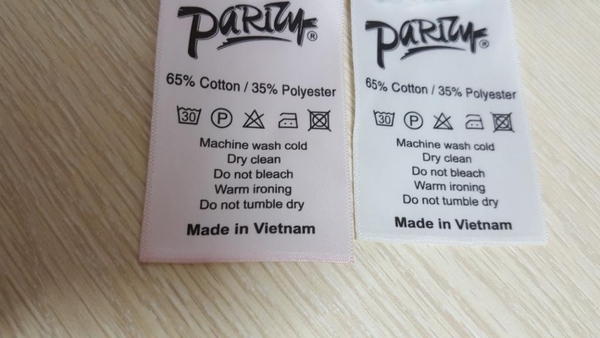 PARIZY®
65% Cotton / 35% Polyester
30 P
Machine wash cold
Dry clean
Do not bleach
Warm ironing
Do not tumble dry
Made in Vietnam
PARIZY®
65% Cotton / 35% Polyester
30 P
Machine wash cold
Dry clean
Do not bleach
Warm ironing
Do not tumble dry
Made in Vietnam